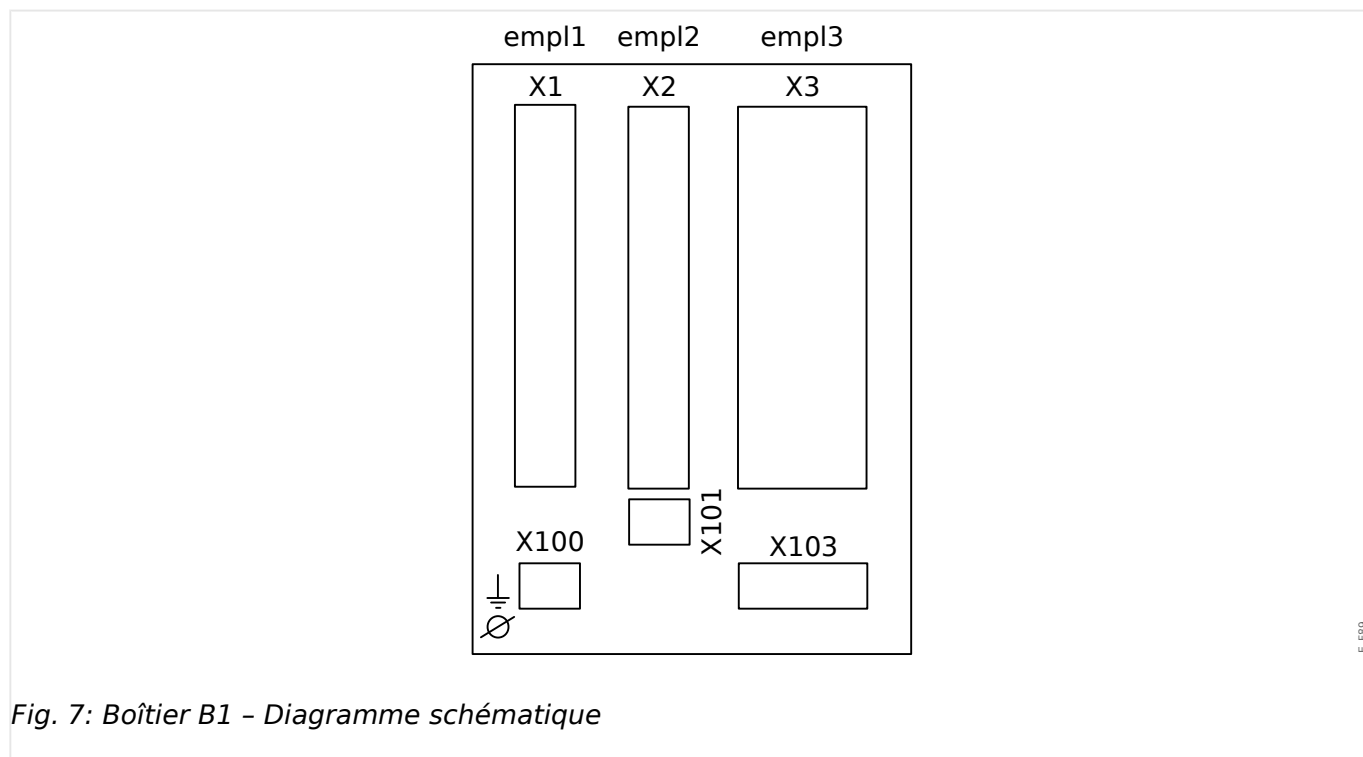 empl1 empl2 empl3
X1 X2 X3
X101
X100 X103
Fig. 7: Boîtier B1 – Diagramme schématique